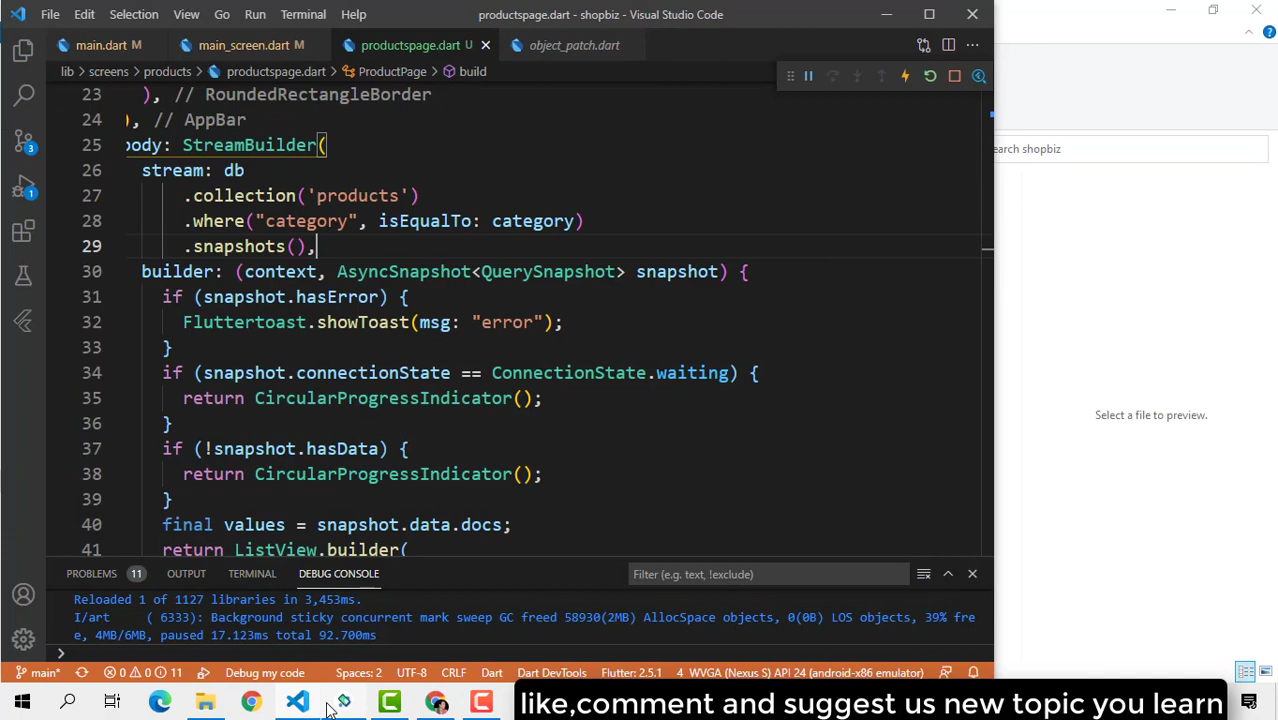 File Edit Selection View Go Run Terminal Help productspage.dart - shopbiz - Visual Studio Code
main.dart M main_screen.dart M productspage.dart U object_patch.dart
lib > screens > products > productspage.dart > ProductPage > build
23 ), // RoundedRectangleBorder
24 ), // AppBar
25 body: StreamBuilder(
26 stream: db
27 .collection('products')
28 .where("category", isEqualTo: category)
29 .snapshots(),
30 builder: (context, AsyncSnapshot<QuerySnapshot> snapshot) {
31 if (snapshot.hasError) {
32 Fluttertoast.showToast(msg: "error");
33 }
34 if (snapshot.connectionState == ConnectionState.waiting) {
35 return CircularProgressIndicator();
36 }
37 if (!snapshot.hasData) {
38 return CircularProgressIndicator();
39 }
40 final values = snapshot.data.docs;
41 return ListView.builder(
earch shopbiz
Select a file to preview.
3
1
PROBLEMS 11 OUTPUT TERMINAL DEBUG CONSOLE Filter (e.g. text, !exclude)
Reloaded 1 of 1127 libraries in 3,453ms.
I/art ( 6333): Background sticky concurrent mark sweep GC freed 58930(2MB) AllocSpace objects, 0(0B) LOS objects, 39% fre
e, 4MB/6MB, paused 17.123ms total 92.700ms
>
main* 0 0 11 Debug my code Spaces: 2 UTF-8 CRLF Dart Dart DevTools Flutter: 2.5.1 4 WVGA (Nexus S) API 24 (android-x86 emulator)
like,comment and suggest us new topic you learn